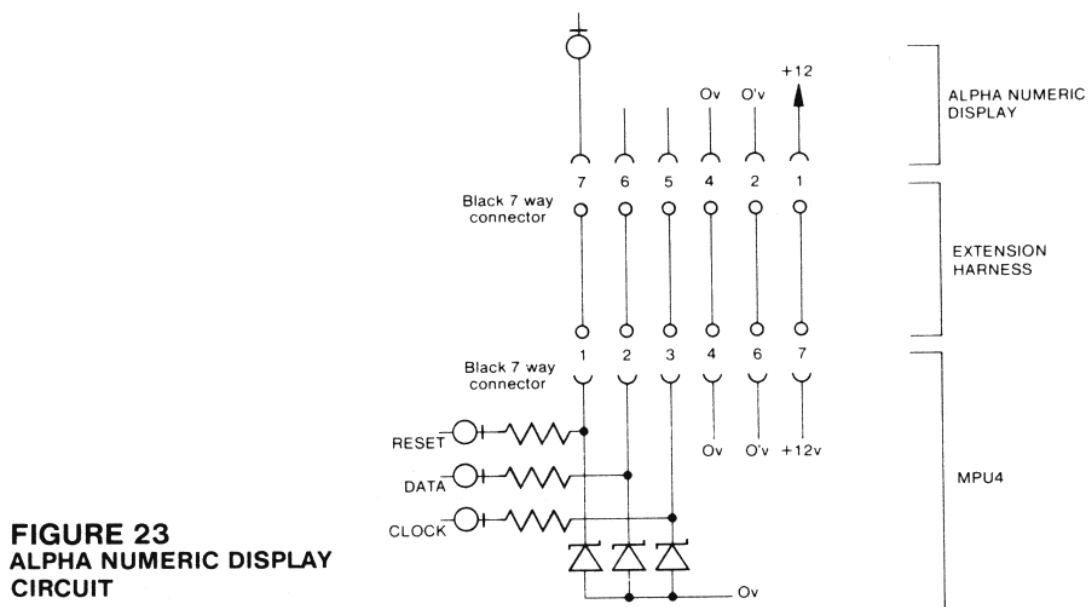 +12
Ov O'v
ALPHA NUMERIC
DISPLAY
7 6 5 4 2 1
Black 7 way
connector
EXTENSION
HARNESS
1 2 3 4 6 7
Black 7 way
connector
RESET
Ov O'v +12v
DATA
MPU4
CLOCK
Ov
FIGURE 23
ALPHA NUMERIC DISPLAY
CIRCUIT